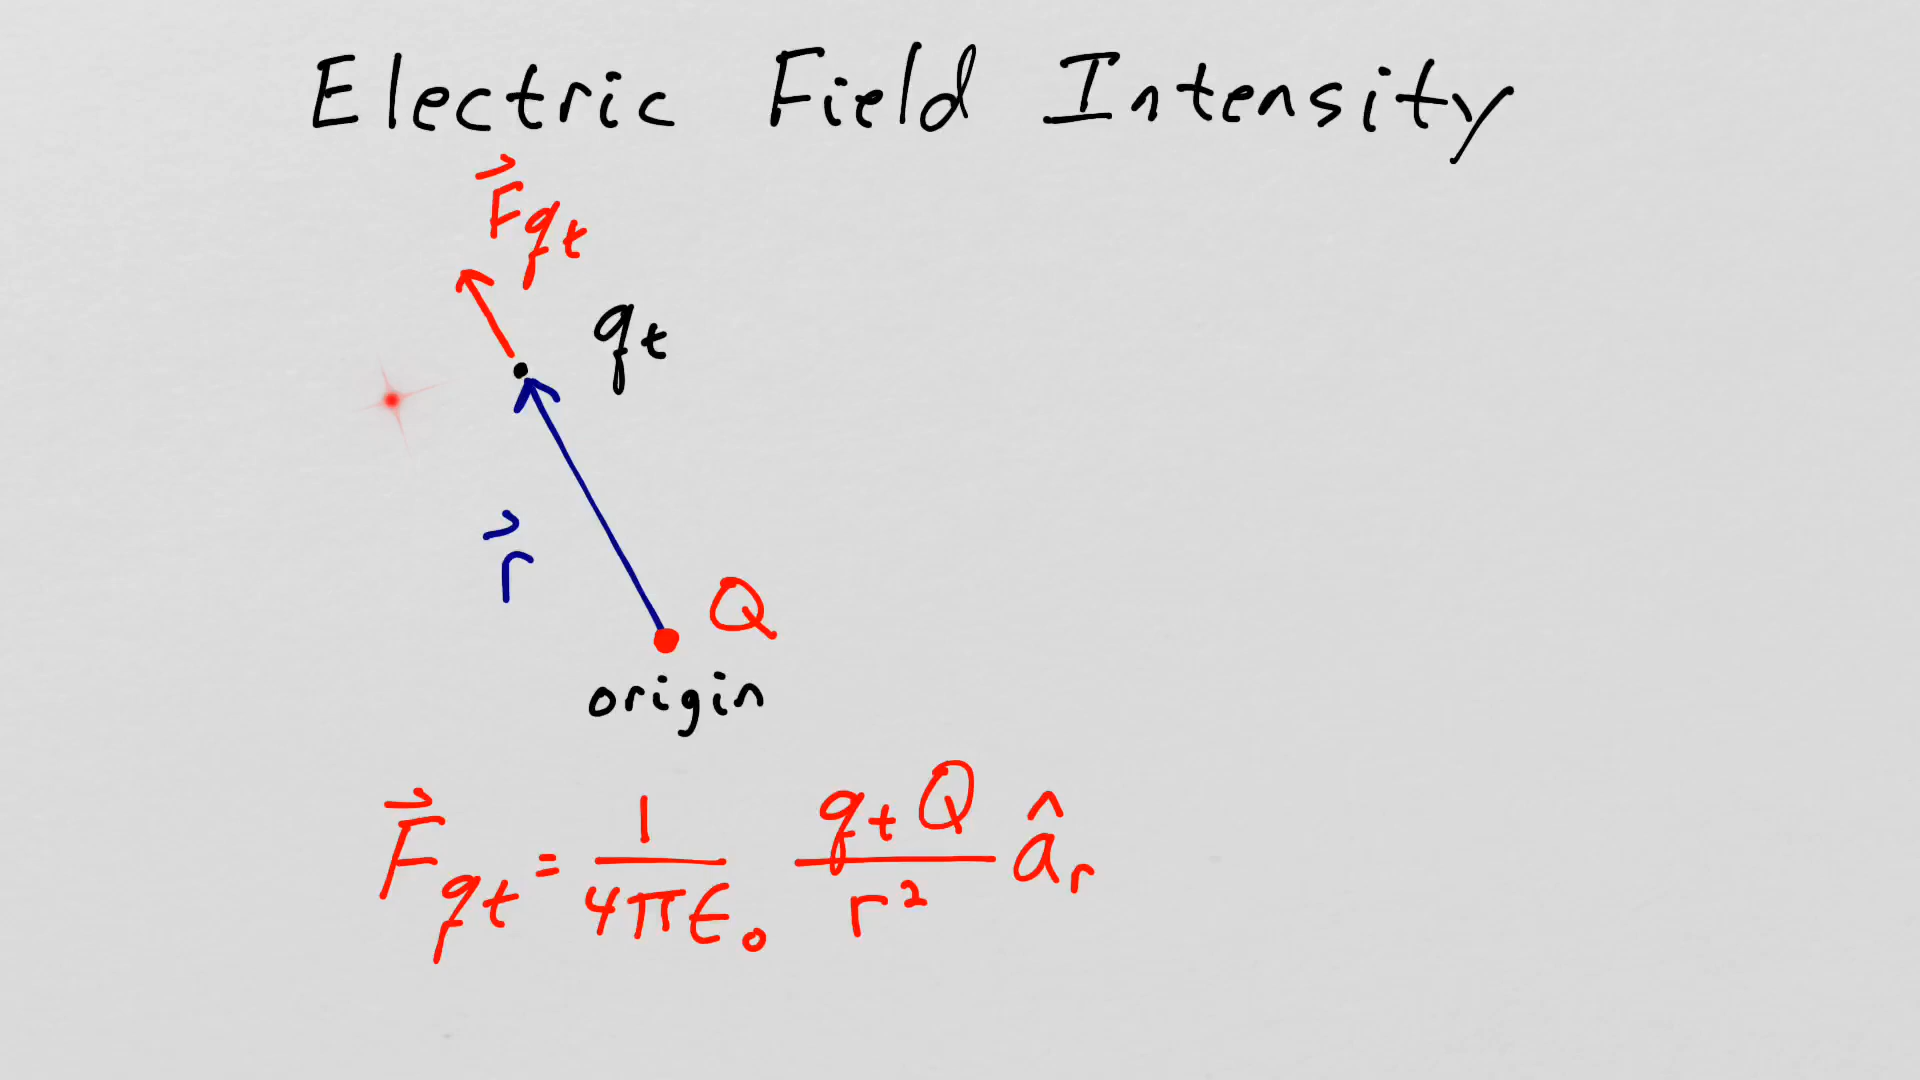 Electric Field Intensity
F⃗qt
qt
r⃗
Q
origin
F⃗qt = 1/4πϵ₀ qtQ/r² âr